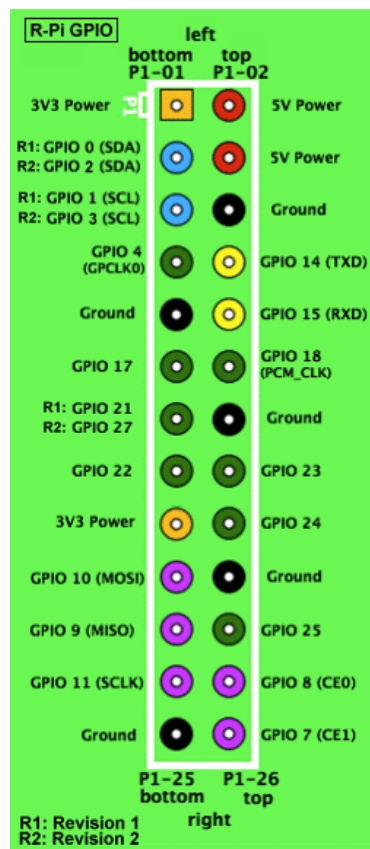 R-Pi GPIO
left
bottom top
P1-01 P1-02
P1
3V3 Power 5V Power
R1: GPIO 0 (SDA)
R2: GPIO 2 (SDA)
5V Power
R1: GPIO 1 (SCL)
R2: GPIO 3 (SCL)
Ground
GPIO 4
(GPCLK0)
GPIO 14 (TXD)
Ground GPIO 15 (RXD)
GPIO 17
GPIO 18
(PCM_CLK)
R1: GPIO 21
R2: GPIO 27
Ground
GPIO 22 GPIO 23
3V3 Power GPIO 24
GPIO 10 (MOSI) Ground
GPIO 9 (MISO) GPIO 25
GPIO 11 (SCLK) GPIO 8 (CE0)
Ground GPIO 7 (CE1)
P1-25 P1-26
bottom top
right
R1: Revision 1
R2: Revision 2